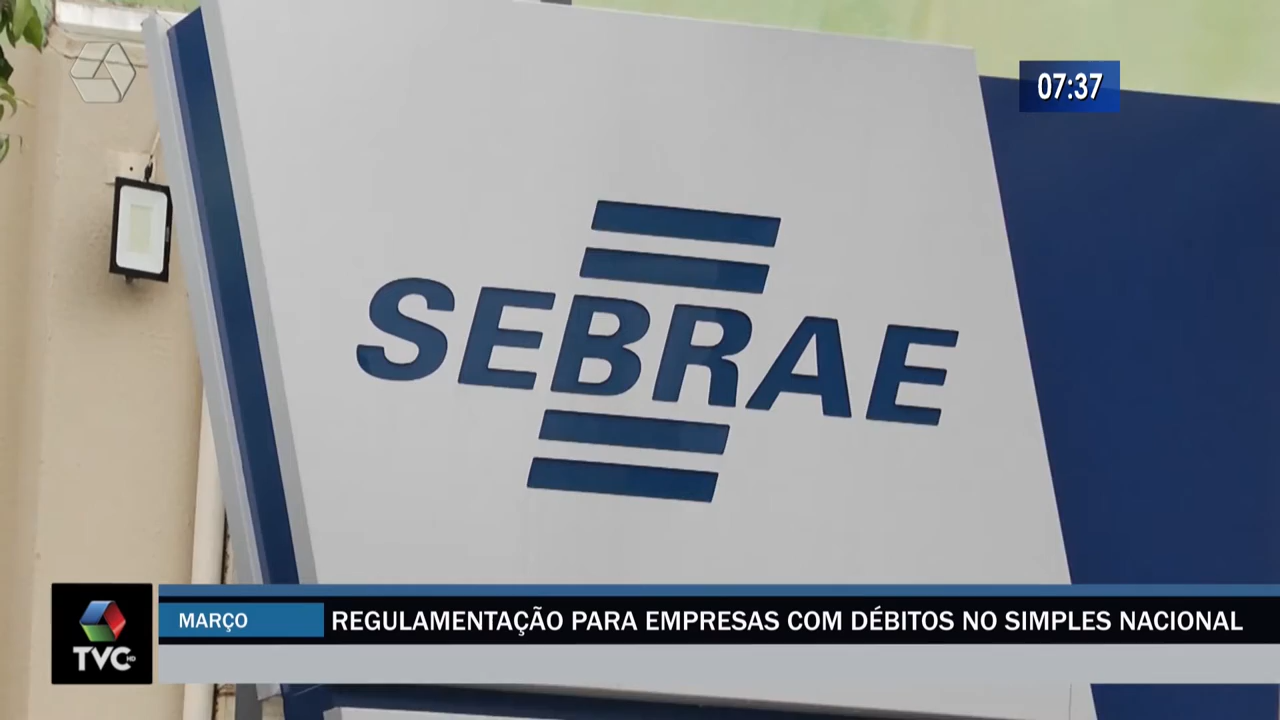 07:37
SEBRAE
MARÇO
REGULAMENTAÇÃO PARA EMPRESAS COM DÉBITOS NO SIMPLES NACIONAL
TVC HD